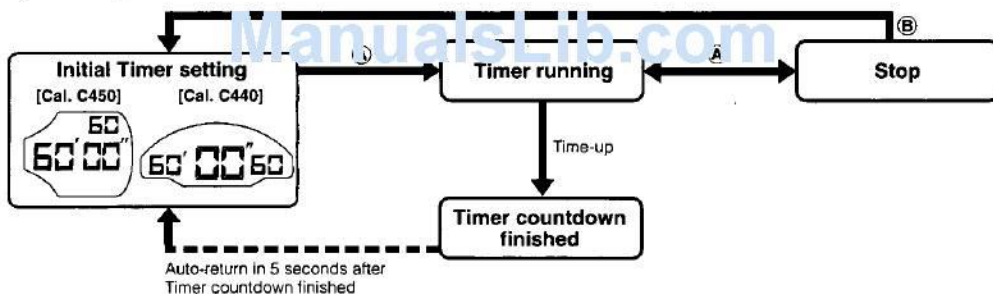 ManualsLib.com
Ⓑ
Initial Timer setting
[Cal. C450]
[Cal. C440]
60
60'00"
60' 00" 60
Ⓐ
Timer running
Ⓐ
Stop
Time-up
Timer countdown
finished
Auto-return in 5 seconds after
Timer countdown finished